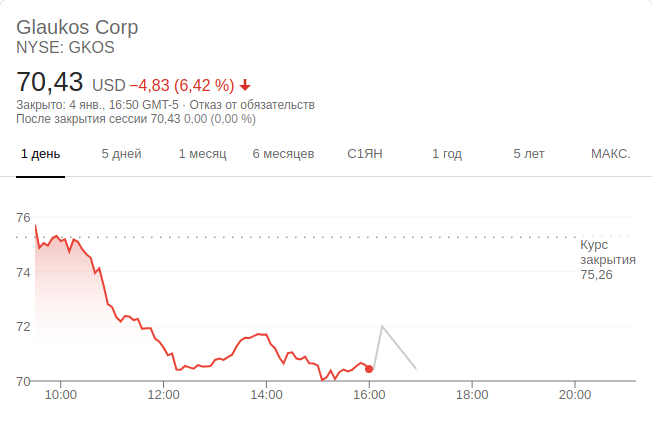 Glaukos Corp
NYSE: GKOS
70,43 USD −4,83 (6,42 %)
Закрыто: 4 янв., 16:50 GMT-5 · Отказ от обязательств
После закрытия сессии 70,43 0,00 (0,00 %)
1 день 5 дней 1 месяц 6 месяцев С1ЯН 1 год 5 лет МАКС.
76
Курс
закрытия
75,26
74
72
70
10:00 12:00 14:00 16:00 18:00 20:00